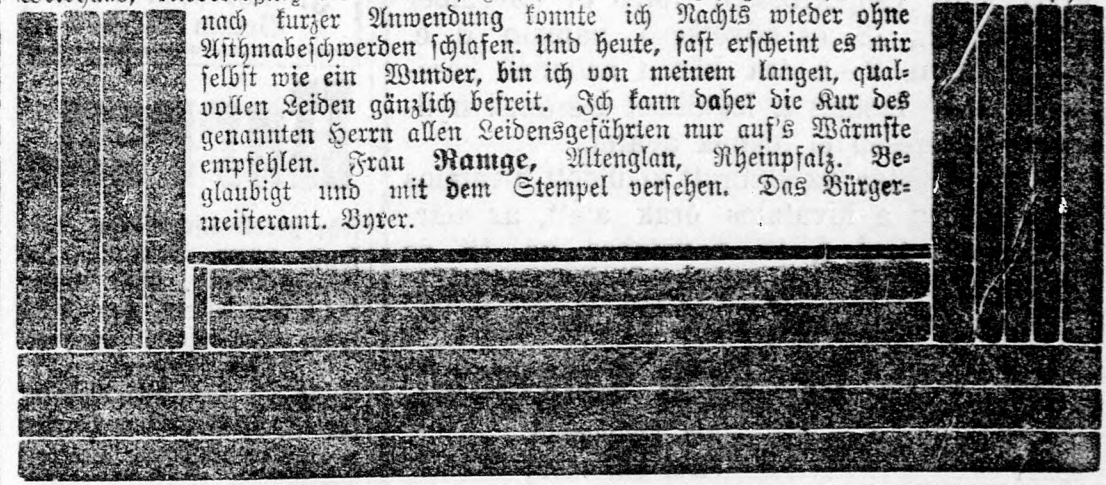 nach kurzer Anwendung konnte ich Nachts wieder ohne
Asthmabeschwerden schlafen. Und heute, fast erscheint es mir
selbst wie ein Wunder, bin ich von meinem langen, qual=
vollen Leiden gänzlich befreit. Ich kann daher die Kur des
genannten Herrn allen Leidensgefährten nur auf's Wärmste
empfehlen. Frau Ramge, Altenglan, Rheinpfalz. Be=
glaubigt und mit dem Stempel versehen. Das Bürger=
meisteramt. Byrer.